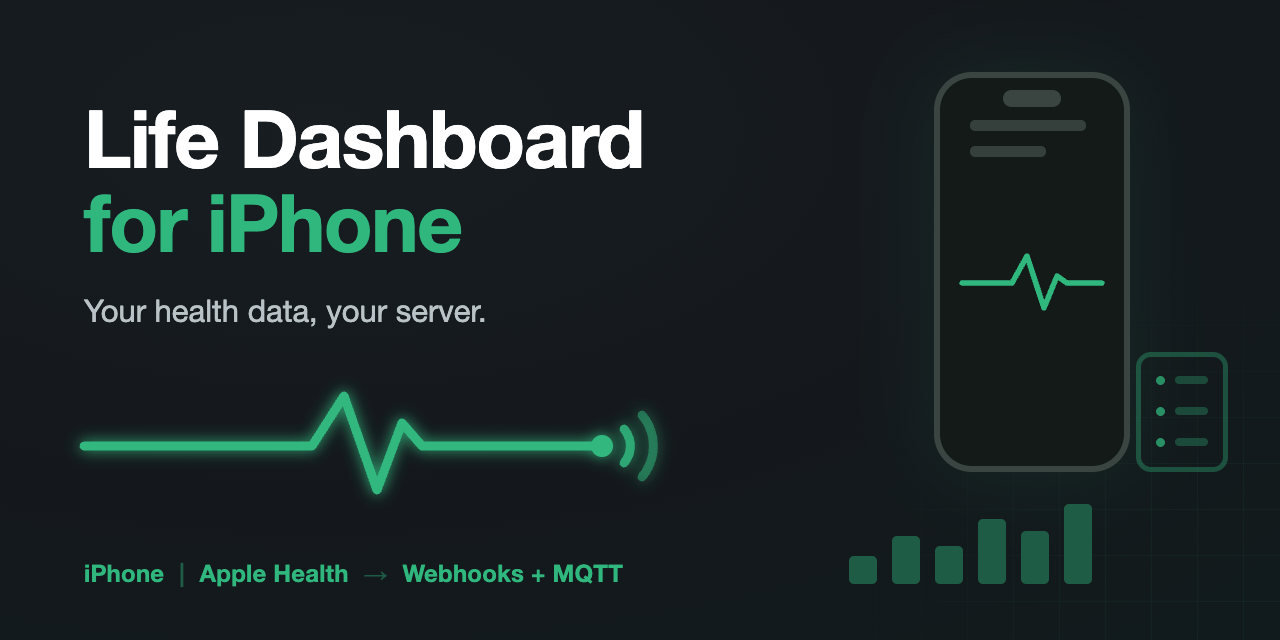 Life Dashboard
for iPhone
Your health data, your server.
iPhone | Apple Health → Webhooks + MQTT